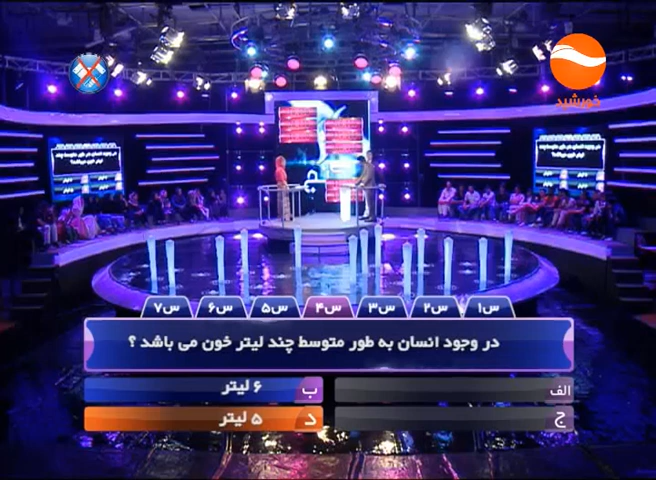 خورشید
س۱ س۲ س۳ س۴ س۵ س۶ س۷
در وجود انسان به طور متوسط چند لیتر خون می باشد ؟
الف
ب ۶ لیتر
ج
د ۵ لیتر